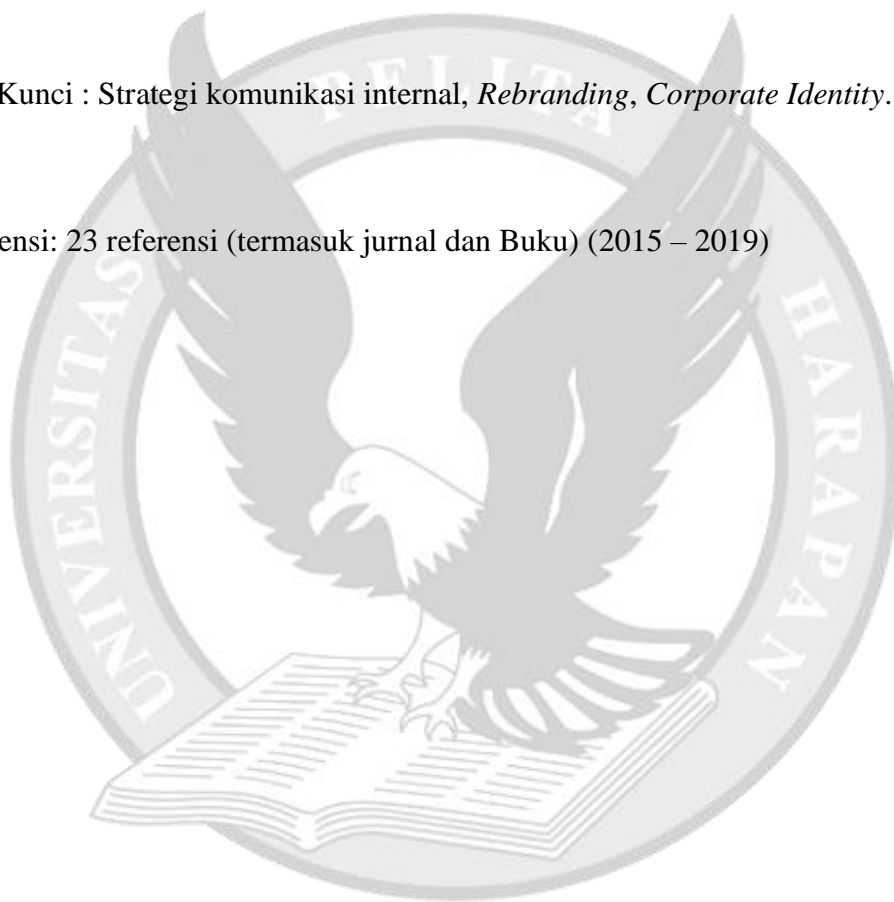 Kunci : Strategi komunikasi internal, Rebranding, Corporate Identity.
ensi: 23 referensi (termasuk jurnal dan Buku) (2015 – 2019)
UNIVERSITAS PELITA HARAPAN